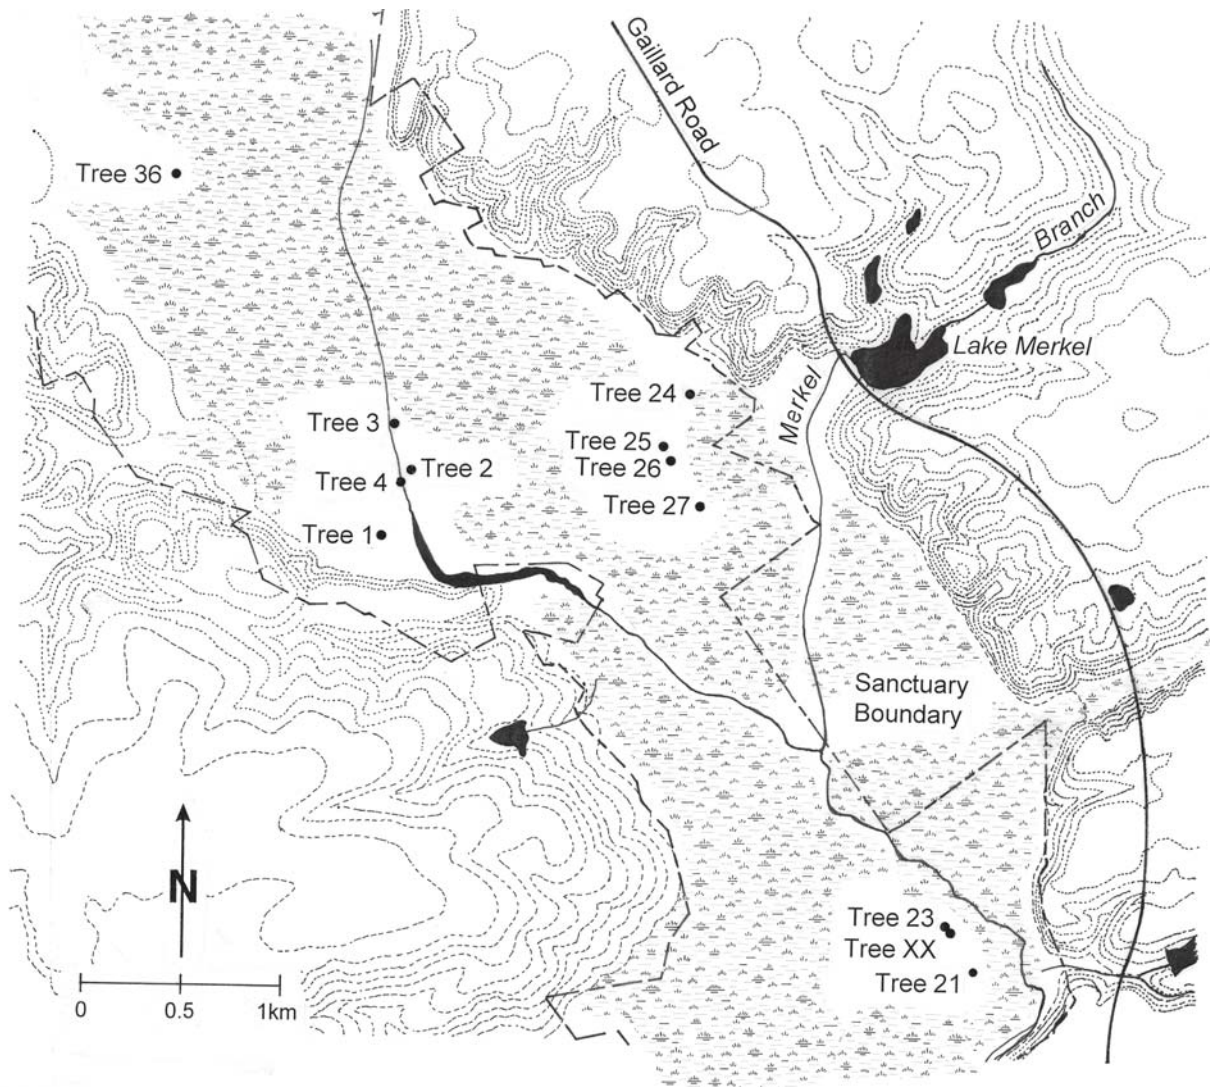 Gaillard Road
Tree 36
Branch
Lake Merkel
Merkel
Tree 24
Tree 3
Tree 25
Tree 2
Tree 26
Tree 4
Tree 27
Tree 1
Sanctuary
Boundary
N
Tree 23
Tree XX
Tree 21
0 0.5 1km